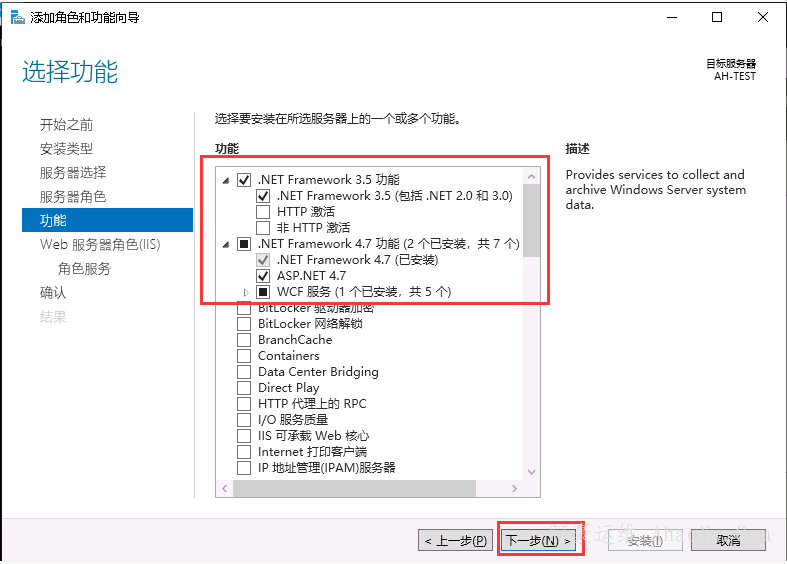 添加角色和功能向导
选择功能
目标服务器
AH-TEST
开始之前
安装类型
服务器选择
服务器角色
功能
Web 服务器角色(IIS)
角色服务
确认
结果
选择要安装在所选服务器上的一个或多个功能。
功能
.NET Framework 3.5 功能
.NET Framework 3.5 (包括 .NET 2.0 和 3.0)
HTTP 激活
非 HTTP 激活
.NET Framework 4.7 功能 (2 个已安装，共 7 个)
.NET Framework 4.7 (已安装)
ASP.NET 4.7
WCF 服务 (1 个已安装，共 5 个)
BitLocker 驱动器加密
BitLocker 网络解锁
BranchCache
Containers
Data Center Bridging
Direct Play
HTTP 代理上的 RPC
I/O 服务质量
IIS 可承载 Web 核心
Internet 打印客户端
IP 地址管理(IPAM)服务器
描述
Provides services to collect and
archive Windows Server system
data.
< 上一步(P)
下一步(N) >
安装(I)
取消